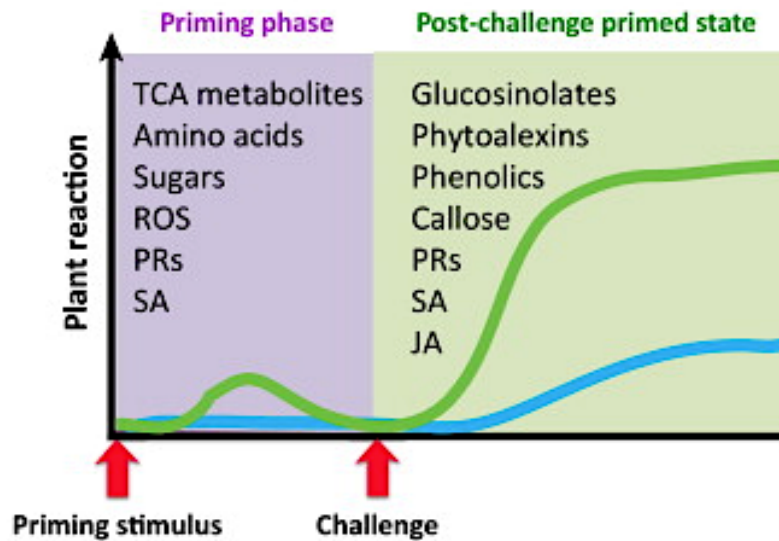 Priming phase
Post-challenge primed state
Plant reaction
TCA metabolites
Amino acids
Sugars
ROS
PRs
SA
Glucosinolates
Phytoalexins
Phenolics
Callose
PRs
SA
JA
Priming stimulus
Challenge